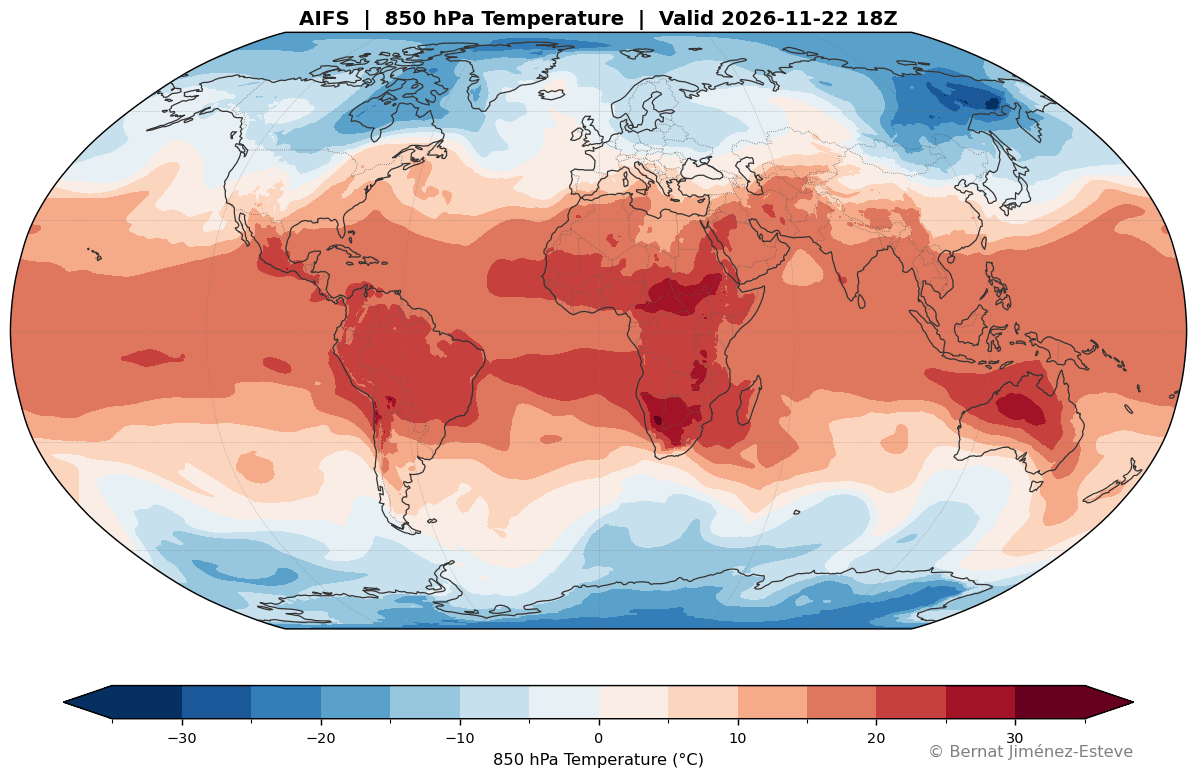 AIFS | 850 hPa Temperature | Valid 2026-11-22 18Z
−30 −20 −10 0 10 20 30
850 hPa Temperature (°C)
© Bernat Jiménez-Esteve